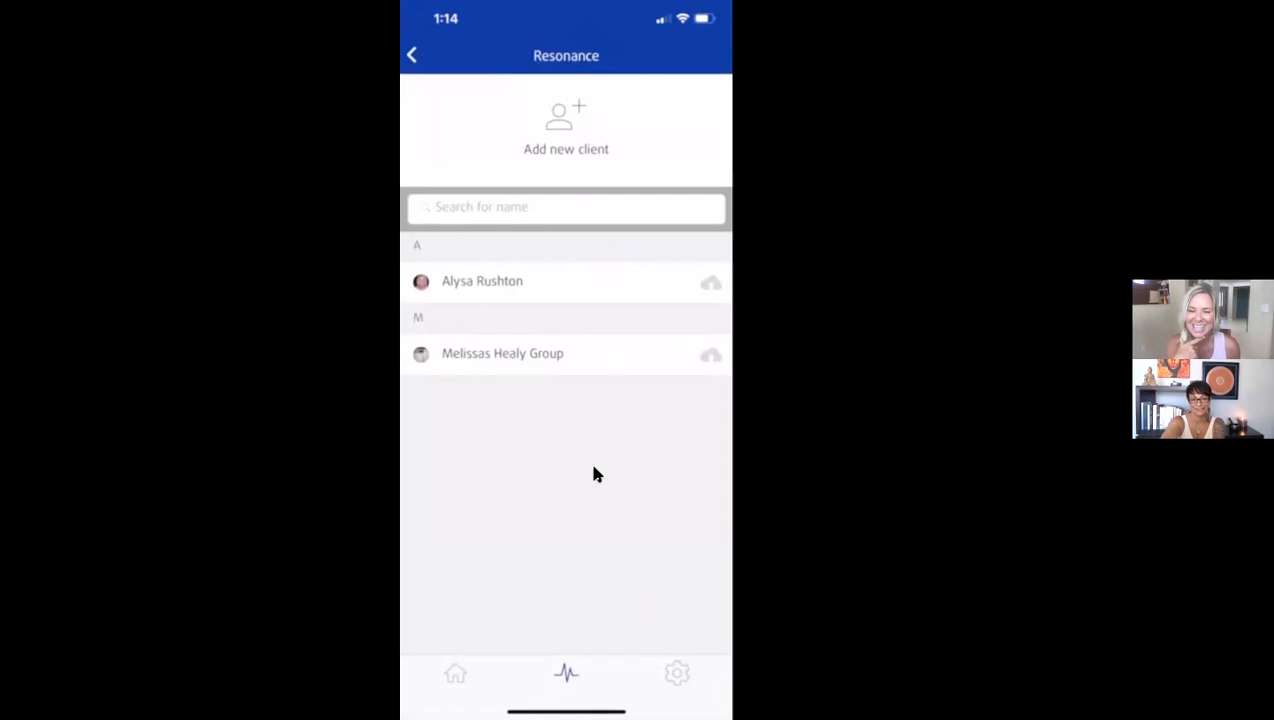 1:14
Resonance
Add new client
Search for name
A
Alysa Rushton
M
Melissas Healy Group